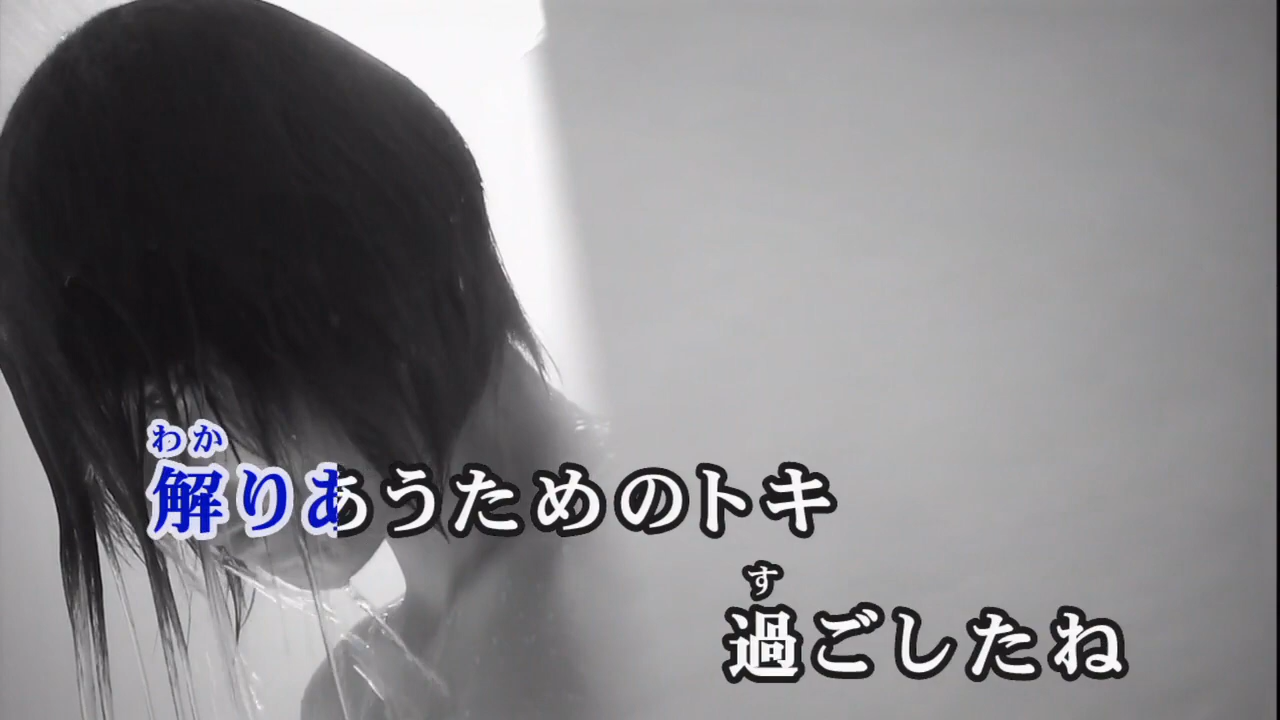 わか
解りあうためのトキ
す
過ごしたね